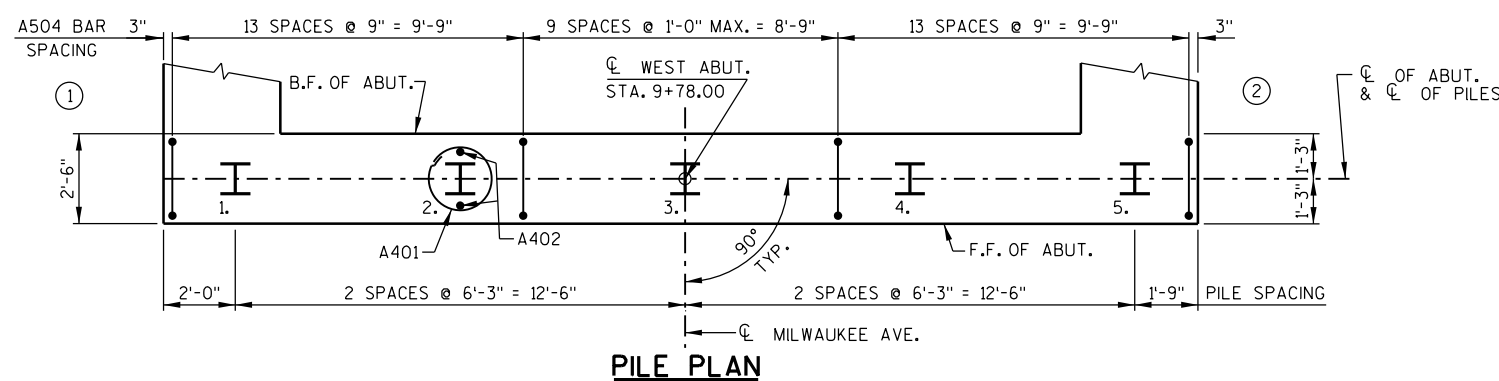 A504 BAR
SPACING
3"
13 SPACES @ 9" = 9'-9"
9 SPACES @ 1'-0" MAX. = 8'-9"
13 SPACES @ 9" = 9'-9"
3"
1
B.F. OF ABUT.
℄ WEST ABUT.
STA. 9+78.00
2
℄ OF ABUT.
& ℄ OF PILES
2'-6"
1'-3"
1'-3"
1.
2.
3.
4.
5.
A401
A402
90°
TYP.
F.F. OF ABUT.
2'-0"
2 SPACES @ 6'-3" = 12'-6"
2 SPACES @ 6'-3" = 12'-6"
1'-9"
PILE SPACING
℄ MILWAUKEE AVE.
PILE PLAN